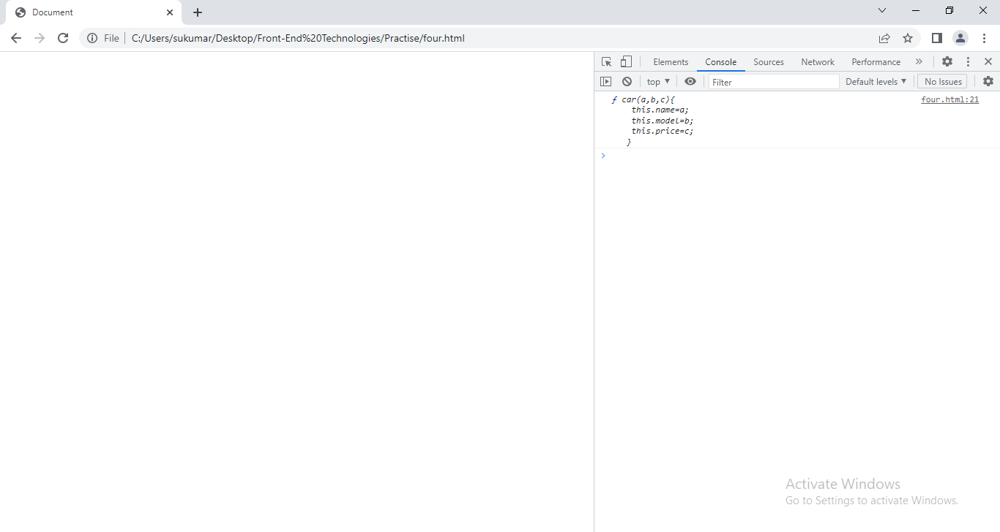 Document
File C:/Users/sukumar/Desktop/Front-End%20Technologies/Practise/four.html
Elements Console Sources Network Performance »
top ▼ Filter Default levels ▼ No Issues
ƒ car(a,b,c){ four.html:21
this.name=a;
this.model=b;
this.price=c;
}
Activate Windows
Go to Settings to activate Windows.